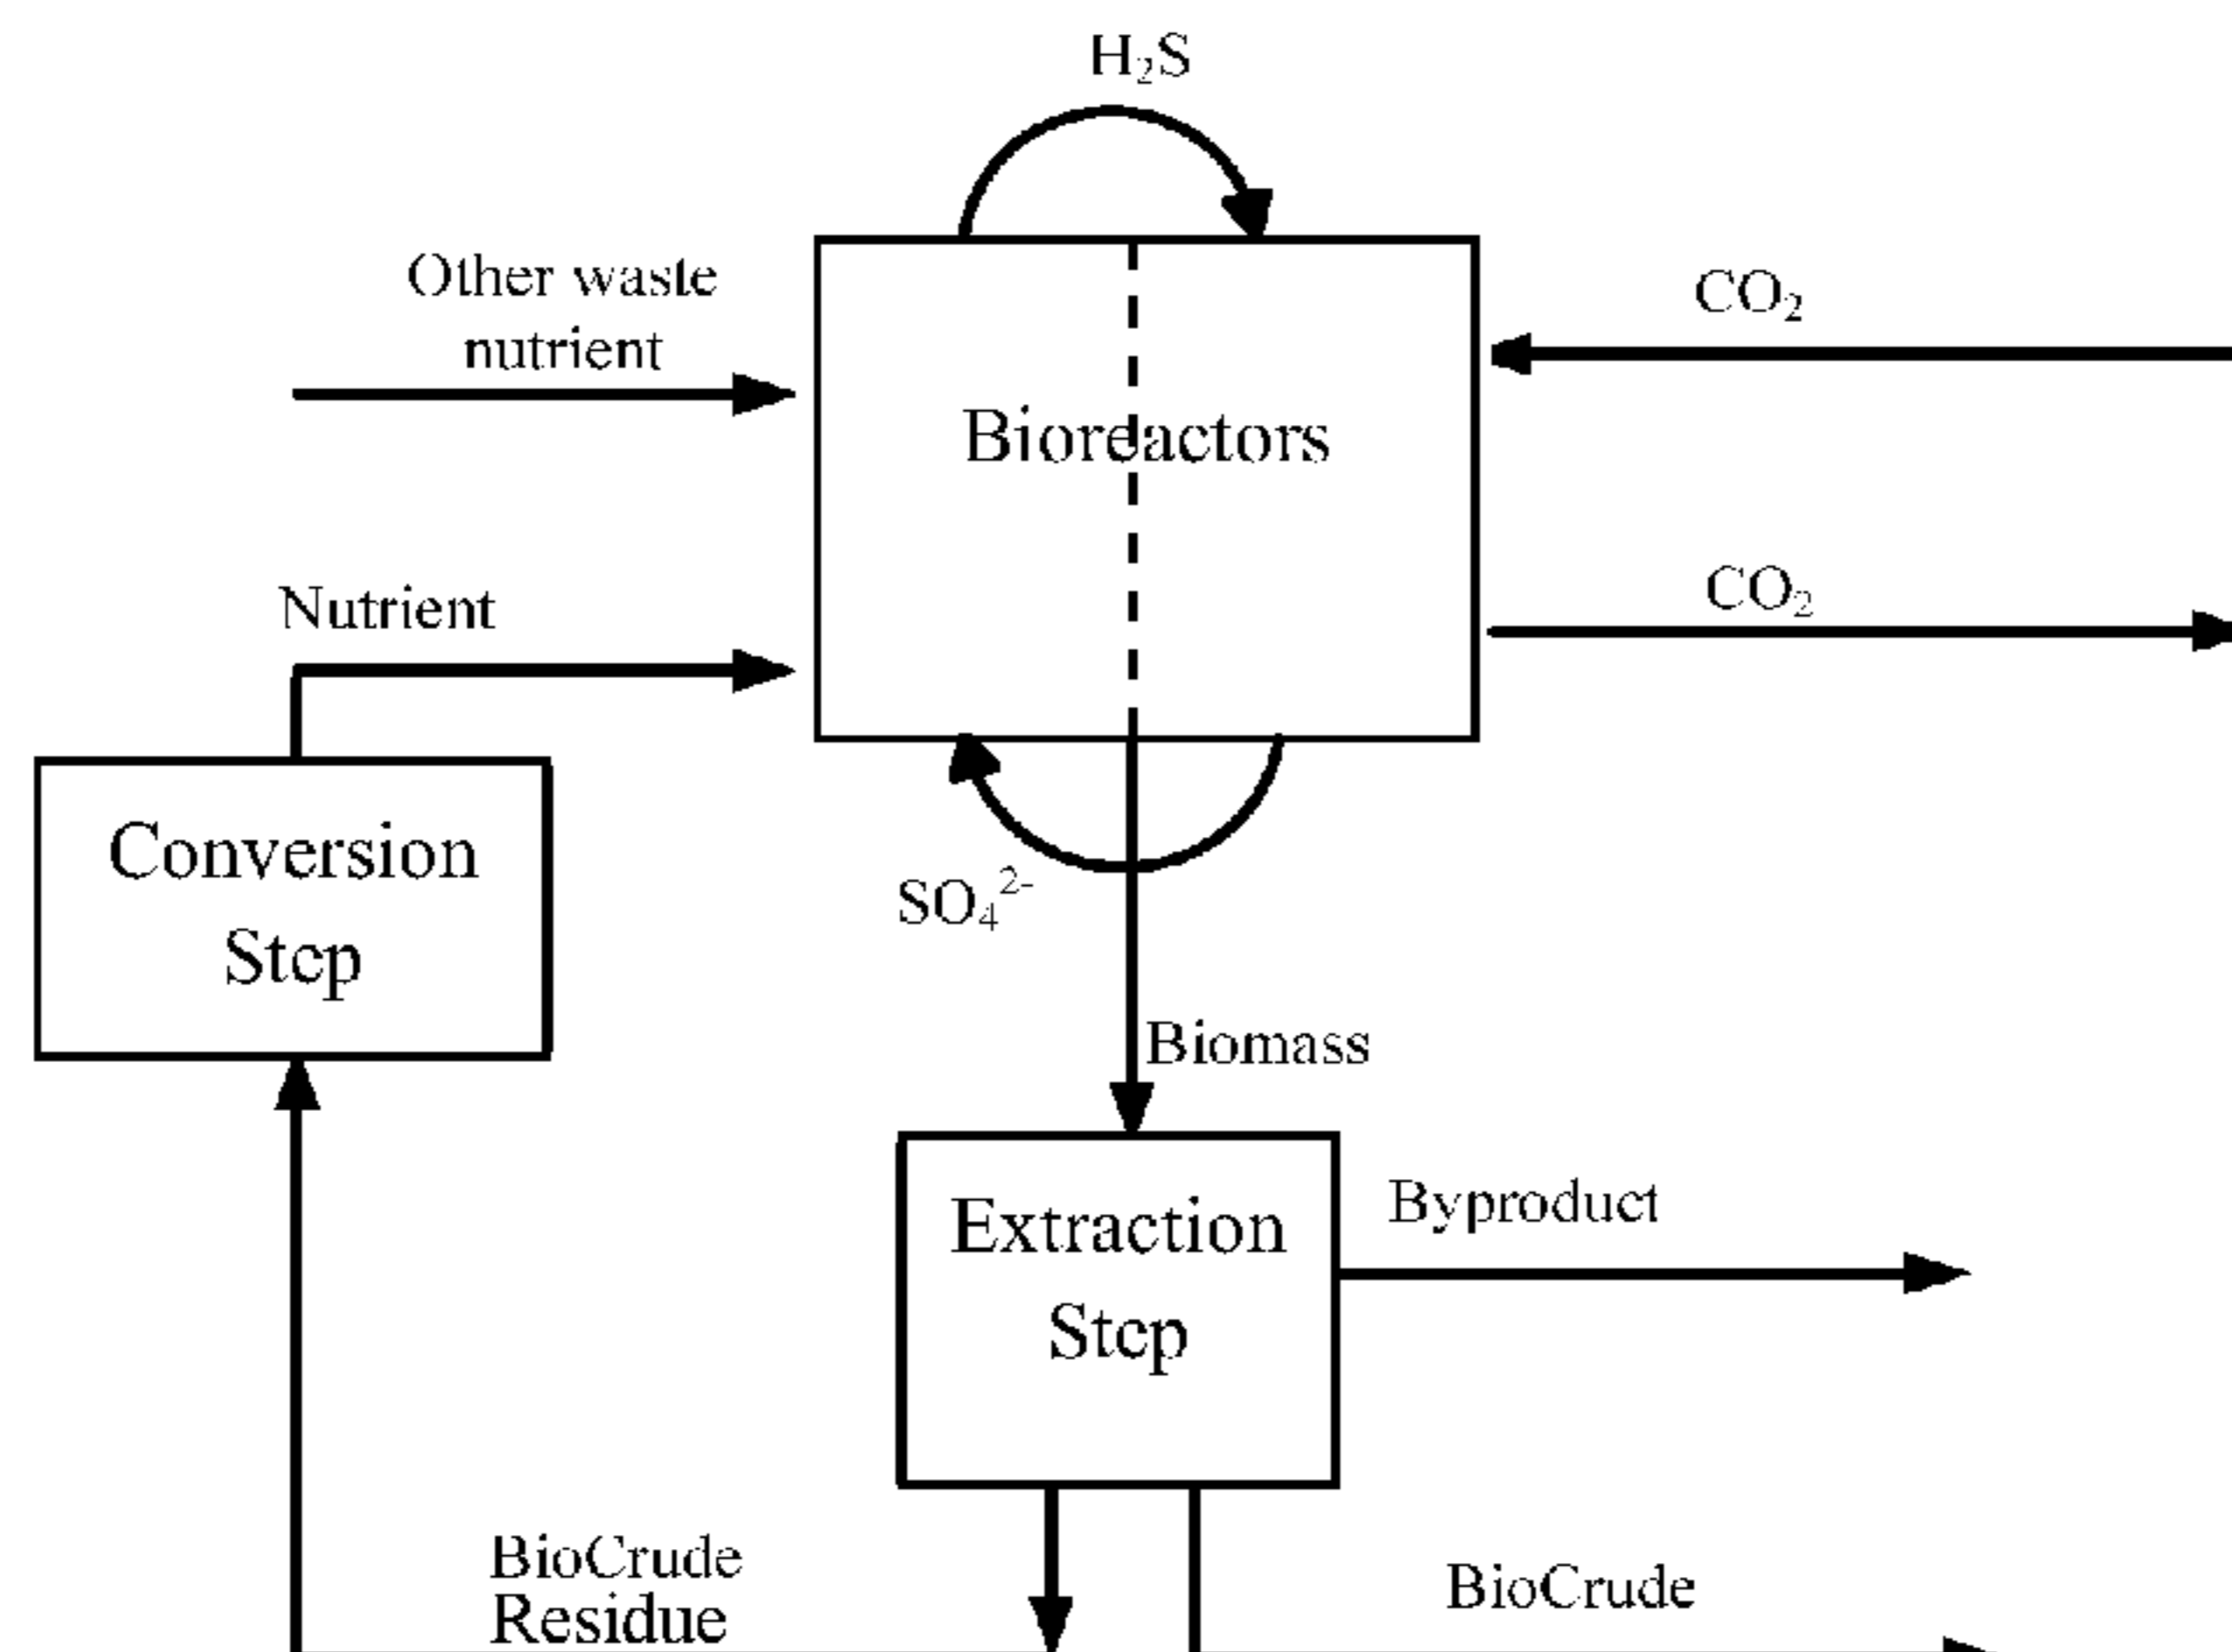 H₂S
Other waste
nutrient
CO₂
Bioreactors
CO₂
Nutrient
Conversion
Step
SO₄²⁻
Biomass
Extraction
Step
Byproduct
BioCrude
Residue
BioCrude